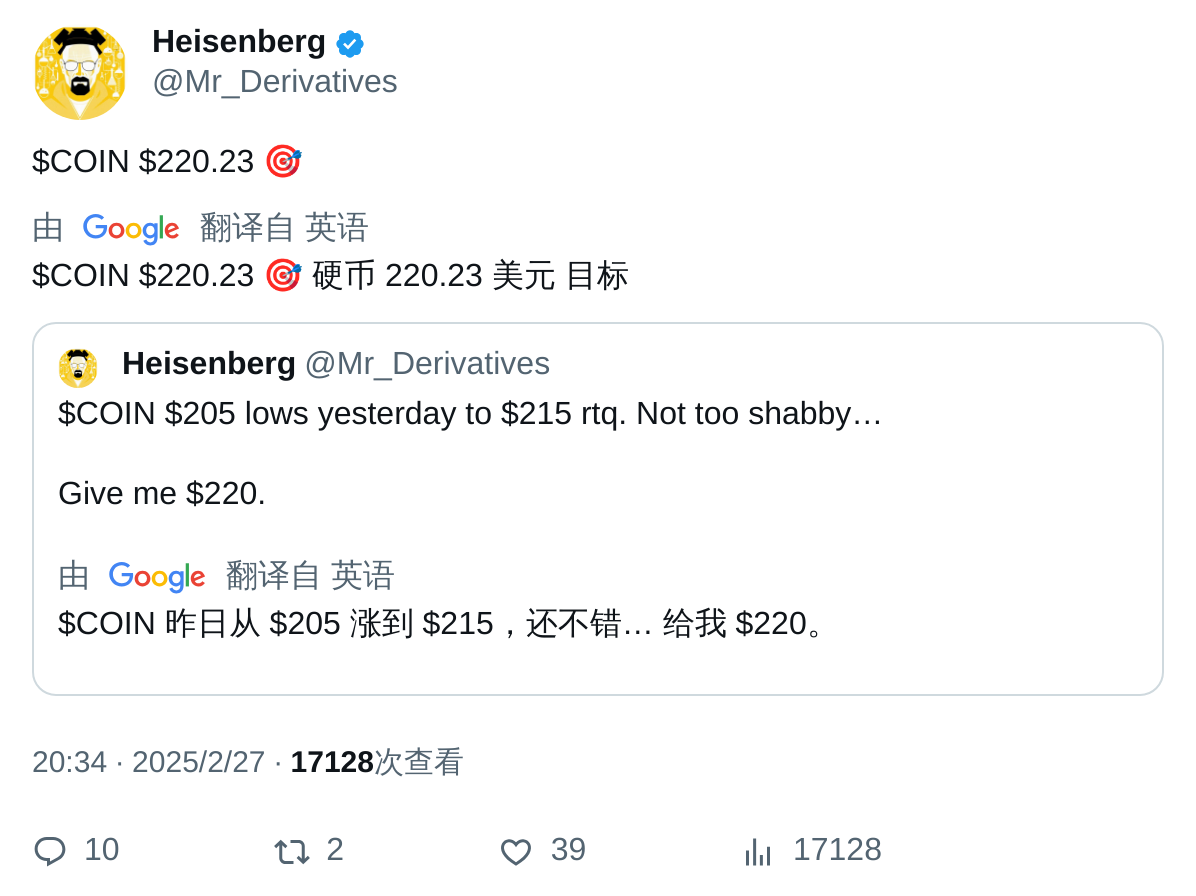 Heisenberg
@Mr_Derivatives
$COIN $220.23 🎯
由 Google 翻译自 英语
$COIN $220.23 🎯 硬币 220.23 美元 目标
Heisenberg @Mr_Derivatives
$COIN $205 lows yesterday to $215 rtq. Not too shabby…
Give me $220.
由 Google 翻译自 英语
$COIN 昨日从 $205 涨到 $215，还不错… 给我 $220。
20:34 · 2025/2/27 · 17128次查看
10 2 39 17128